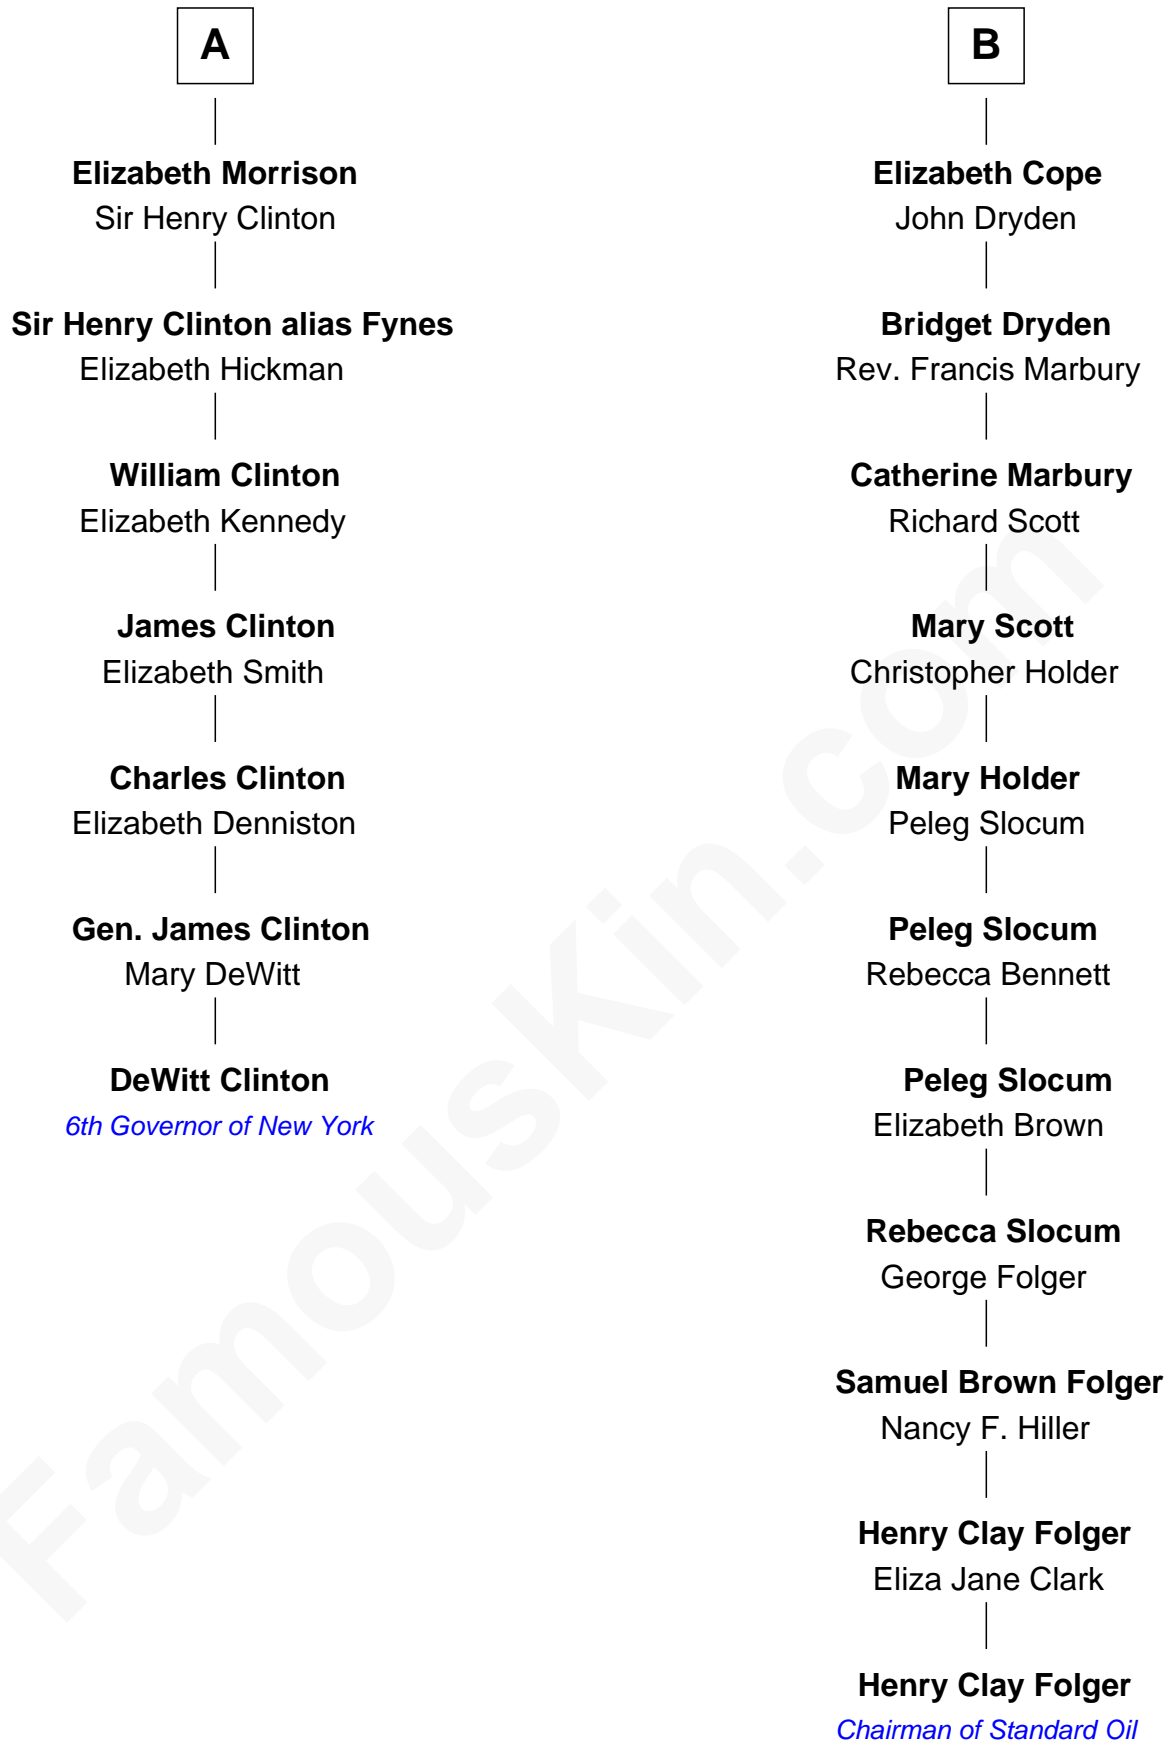 A
Elizabeth Morrison
Sir Henry Clinton
Sir Henry Clinton alias Fynes
Elizabeth Hickman
William Clinton
Elizabeth Kennedy
James Clinton
Elizabeth Smith
Charles Clinton
Elizabeth Denniston
Gen. James Clinton
Mary DeWitt
DeWitt Clinton
6th Governor of New York
B
Elizabeth Cope
John Dryden
Bridget Dryden
Rev. Francis Marbury
Catherine Marbury
Richard Scott
Mary Scott
Christopher Holder
Mary Holder
Peleg Slocum
Peleg Slocum
Rebecca Bennett
Peleg Slocum
Elizabeth Brown
Rebecca Slocum
George Folger
Samuel Brown Folger
Nancy F. Hiller
Henry Clay Folger
Eliza Jane Clark
Henry Clay Folger
Chairman of Standard Oil
FamousKin.com